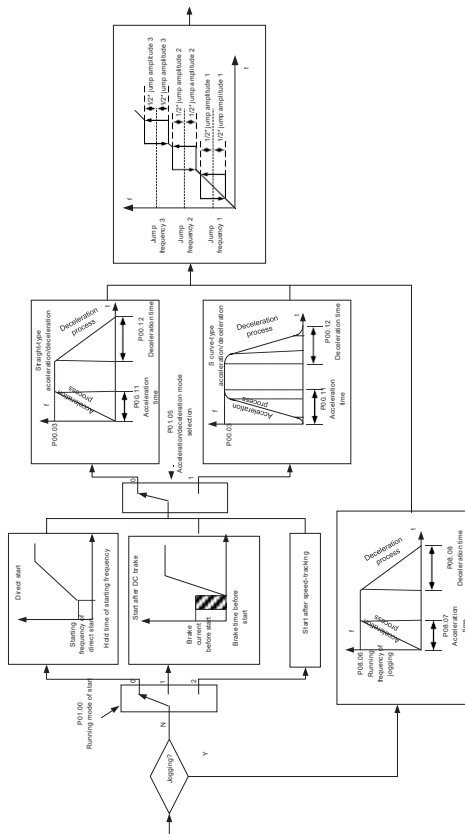 Jogging?
N
Y
P01.00
Running mode of start
0
1
2
Direct start
Starting
frequency of
direct start
Hold time of starting frequency
Start after DC brake
Brake
current
before start
Brake time before
start
Start after speed-tracking
P08.06
Running
frequency of
jogging
f
t
Acceleration
process
Deceleration
process
P08.07
Acceleration
time
P08.08
Deceleration time
P01.05
Acceleration/deceleration mode
selection
0
1
Straight-type
acceleration/deceleration
f
P00.03
t
Acceleration
process
Deceleration
process
P00.11
Acceleration
time
P00.12
Deceleration time
S curve-type
acceleration/deceleration
f
P00.03
t
Acceleration
process
Deceleration
process
P00.11
Acceleration
time
P00.12
Deceleration time
f
t
Jump
frequency 3
Jump
frequency 2
Jump
frequency 1
1/2* jump amplitude 3
1/2* jump amplitude 3
1/2* jump amplitude 2
1/2* jump amplitude 2
1/2* jump amplitude 1
1/2* jump amplitude 1